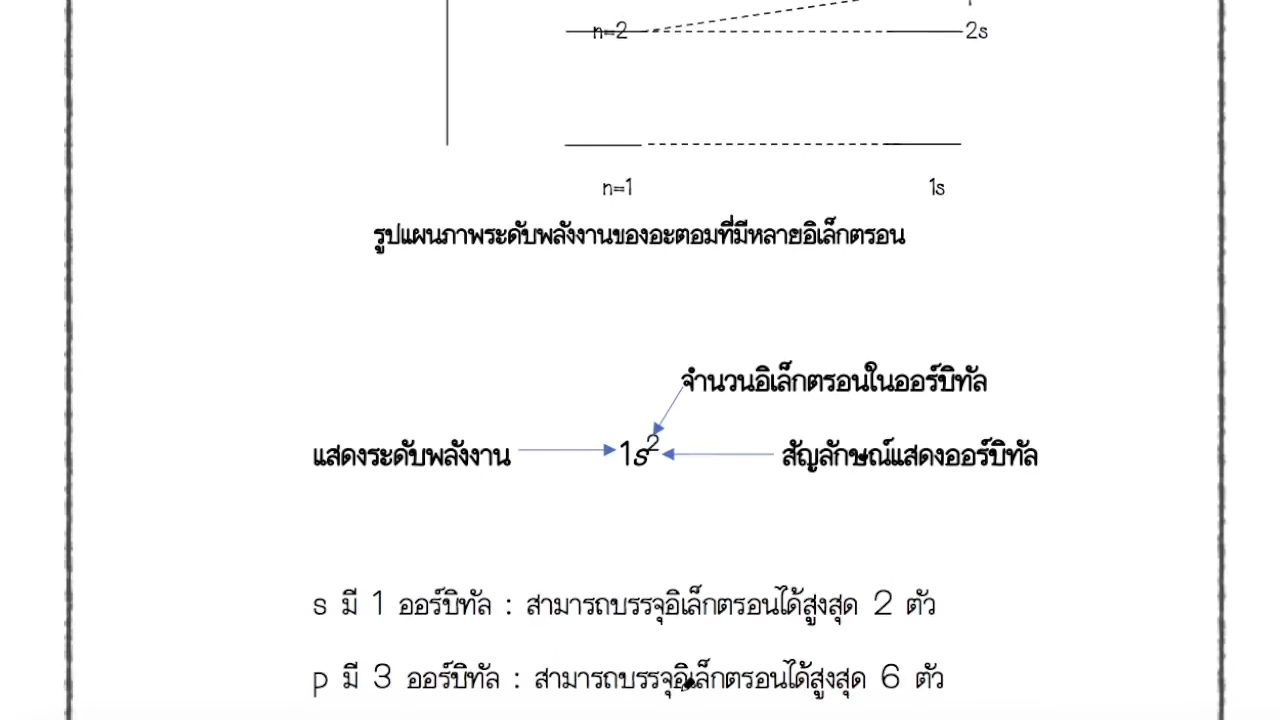 n=2 2s
n=1 1s
รูปแผนภาพระดับพลังงานของอะตอมที่มีหลายอิเล็กตรอน
จำนวนอิเล็กตรอนในออร์บิทัล
แสดงระดับพลังงาน 1s² สัญลักษณ์แสดงออร์บิทัล
s มี 1 ออร์บิทัล : สามารถบรรจุอิเล็กตรอนได้สูงสุด 2 ตัว
p มี 3 ออร์บิทัล : สามารถบรรจุอิเล็กตรอนได้สูงสุด 6 ตัว